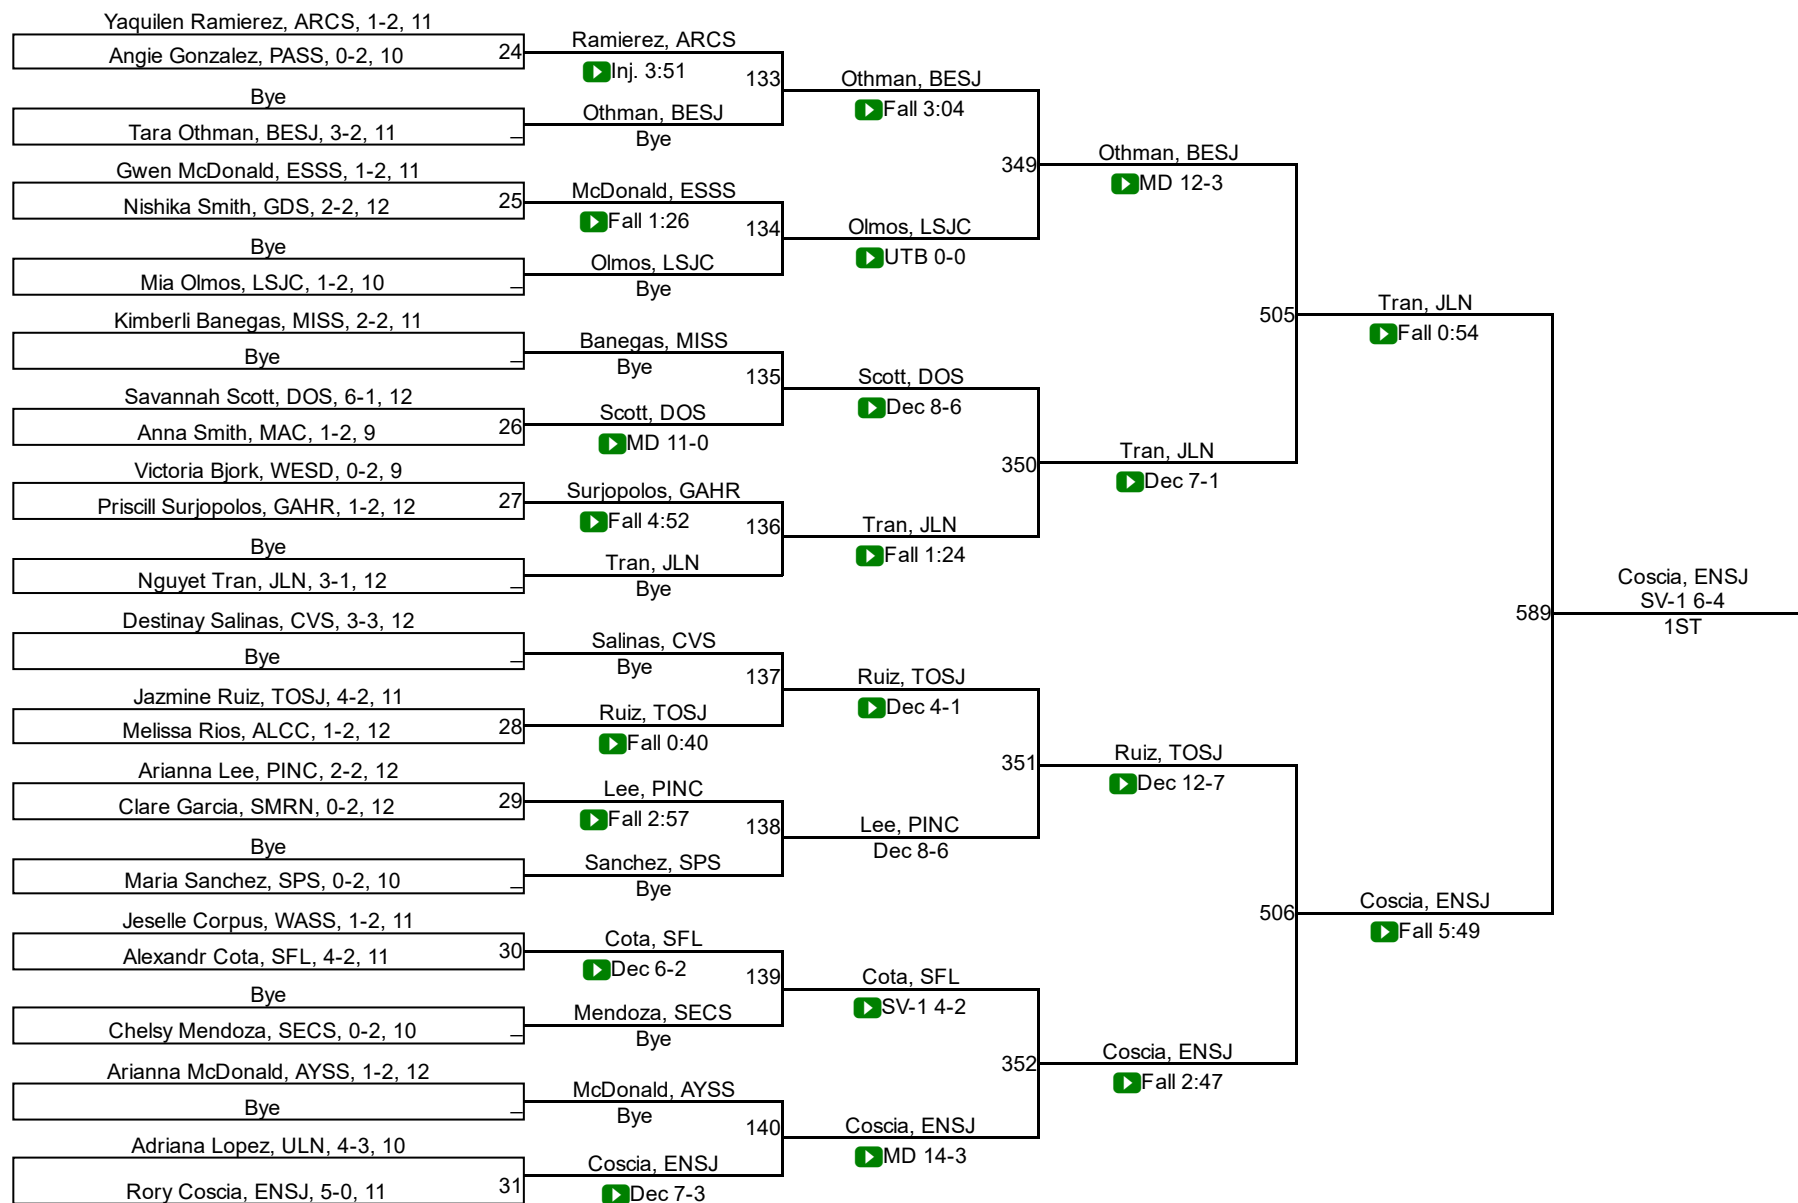 Yaquilen Ramierez, ARCS, 1-2, 11
Angie Gonzalez, PASS, 0-2, 10
24
Bye
Tara Othman, BESJ, 3-2, 11
Gwen McDonald, ESSS, 1-2, 11
Nishika Smith, GDS, 2-2, 12
25
Bye
Mia Olmos, LSJC, 1-2, 10
Kimberli Banegas, MISS, 2-2, 11
Bye
Savannah Scott, DOS, 6-1, 12
Anna Smith, MAC, 1-2, 9
26
Victoria Bjork, WESD, 0-2, 9
Priscill Surjopolos, GAHR, 1-2, 12
27
Bye
Nguyet Tran, JLN, 3-1, 12
Destinay Salinas, CVS, 3-3, 12
Bye
Jazmine Ruiz, TOSJ, 4-2, 11
Melissa Rios, ALCC, 1-2, 12
28
Arianna Lee, PINC, 2-2, 12
Clare Garcia, SMRN, 0-2, 12
29
Bye
Maria Sanchez, SPS, 0-2, 10
Jeselle Corpus, WASS, 1-2, 11
Alexandr Cota, SFL, 4-2, 11
30
Bye
Chelsy Mendoza, SECS, 0-2, 10
Arianna McDonald, AYSS, 1-2, 12
Bye
Adriana Lopez, ULN, 4-3, 10
Rory Coscia, ENSJ, 5-0, 11
31
Ramierez, ARCS
Inj. 3:51
133
Othman, BESJ
Bye
McDonald, ESSS
Fall 1:26
134
Olmos, LSJC
Bye
Banegas, MISS
Bye
135
Scott, DOS
MD 11-0
Surjopolos, GAHR
Fall 4:52
136
Tran, JLN
Bye
Salinas, CVS
Bye
137
Ruiz, TOSJ
Fall 0:40
Lee, PINC
Fall 2:57
138
Sanchez, SPS
Bye
Cota, SFL
Dec 6-2
139
Mendoza, SECS
Bye
McDonald, AYSS
Bye
140
Coscia, ENSJ
Dec 7-3
Othman, BESJ
Fall 3:04
349
Olmos, LSJC
UTB 0-0
Scott, DOS
Dec 8-6
350
Tran, JLN
Fall 1:24
Ruiz, TOSJ
Dec 4-1
351
Lee, PINC
Dec 8-6
Cota, SFL
SV-1 4-2
352
Coscia, ENSJ
MD 14-3
Othman, BESJ
MD 12-3
505
Tran, JLN
Dec 7-1
Ruiz, TOSJ
Dec 12-7
506
Coscia, ENSJ
Fall 2:47
Tran, JLN
Fall 0:54
589
Coscia, ENSJ
Fall 5:49
Coscia, ENSJ
SV-1 6-4
1ST